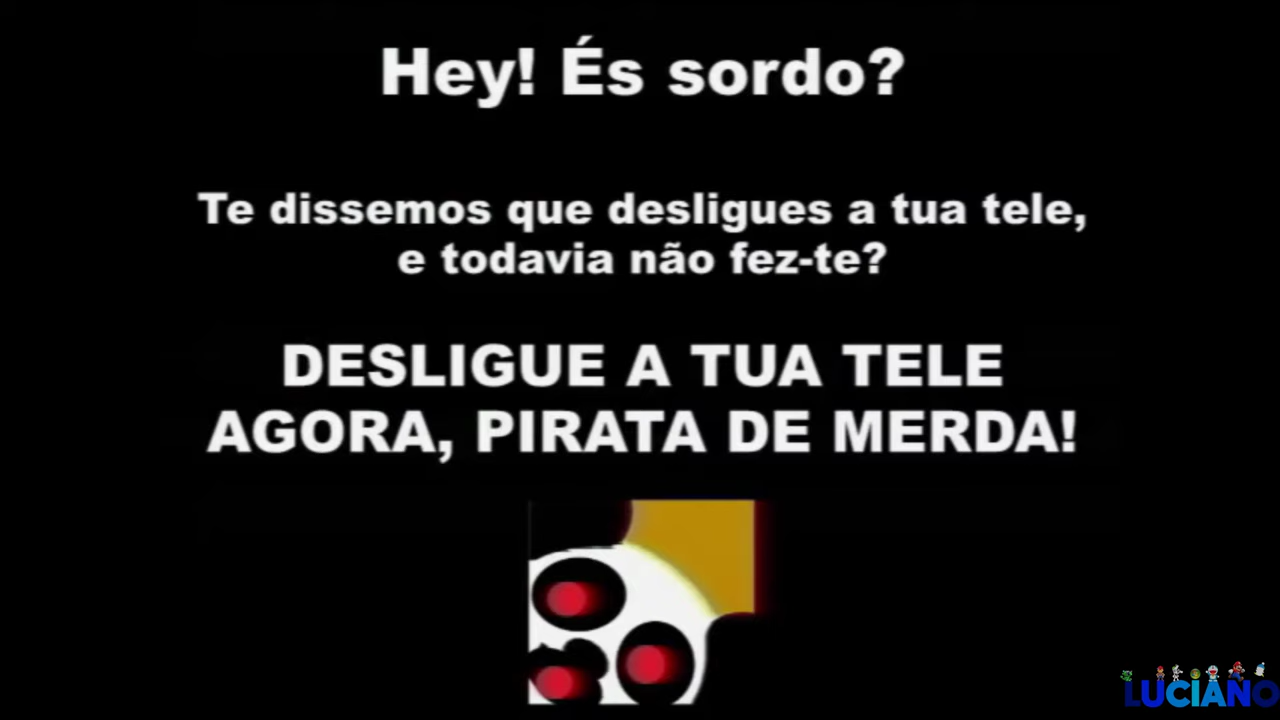 Hey! És sordo?
Te dissemos que desligues a tua tele,
e todavia não fez-te?
DESLIGUE A TUA TELE
AGORA, PIRATA DE MERDA!
LUCIANO